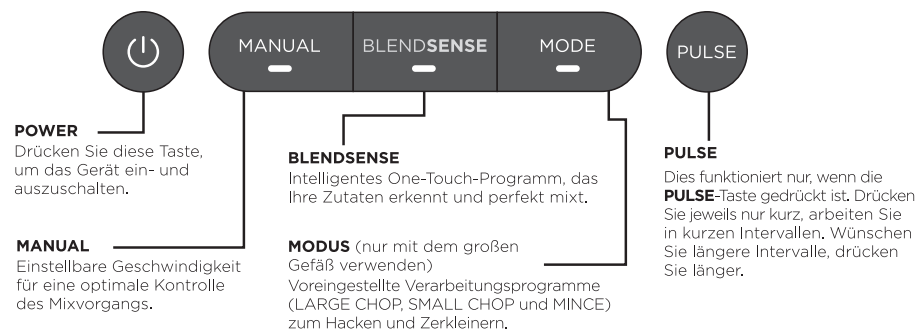 MANUAL
BLENDSENSE
MODE
PULSE
POWER
Drücken Sie diese Taste,
um das Gerät ein- und
auszuschalten.
MANUAL
Einstellbare Geschwindigkeit
für eine optimale Kontrolle
des Mixvorgangs.
BLENDSENSE
Intelligentes One-Touch-Programm, das
Ihre Zutaten erkennt und perfekt mixt.
MODUS (nur mit dem großen
Gefäß verwenden)
Voreingestellte Verarbeitungsprogramme
(LARGE CHOP, SMALL CHOP und MINCE)
zum Hacken und Zerkleinern.
PULSE
Dies funktioniert nur, wenn die
PULSE-Taste gedrückt ist. Drücken
Sie jeweils nur kurz, arbeiten Sie
in kurzen Intervallen. Wünschen
Sie längere Intervalle, drücken
Sie länger.